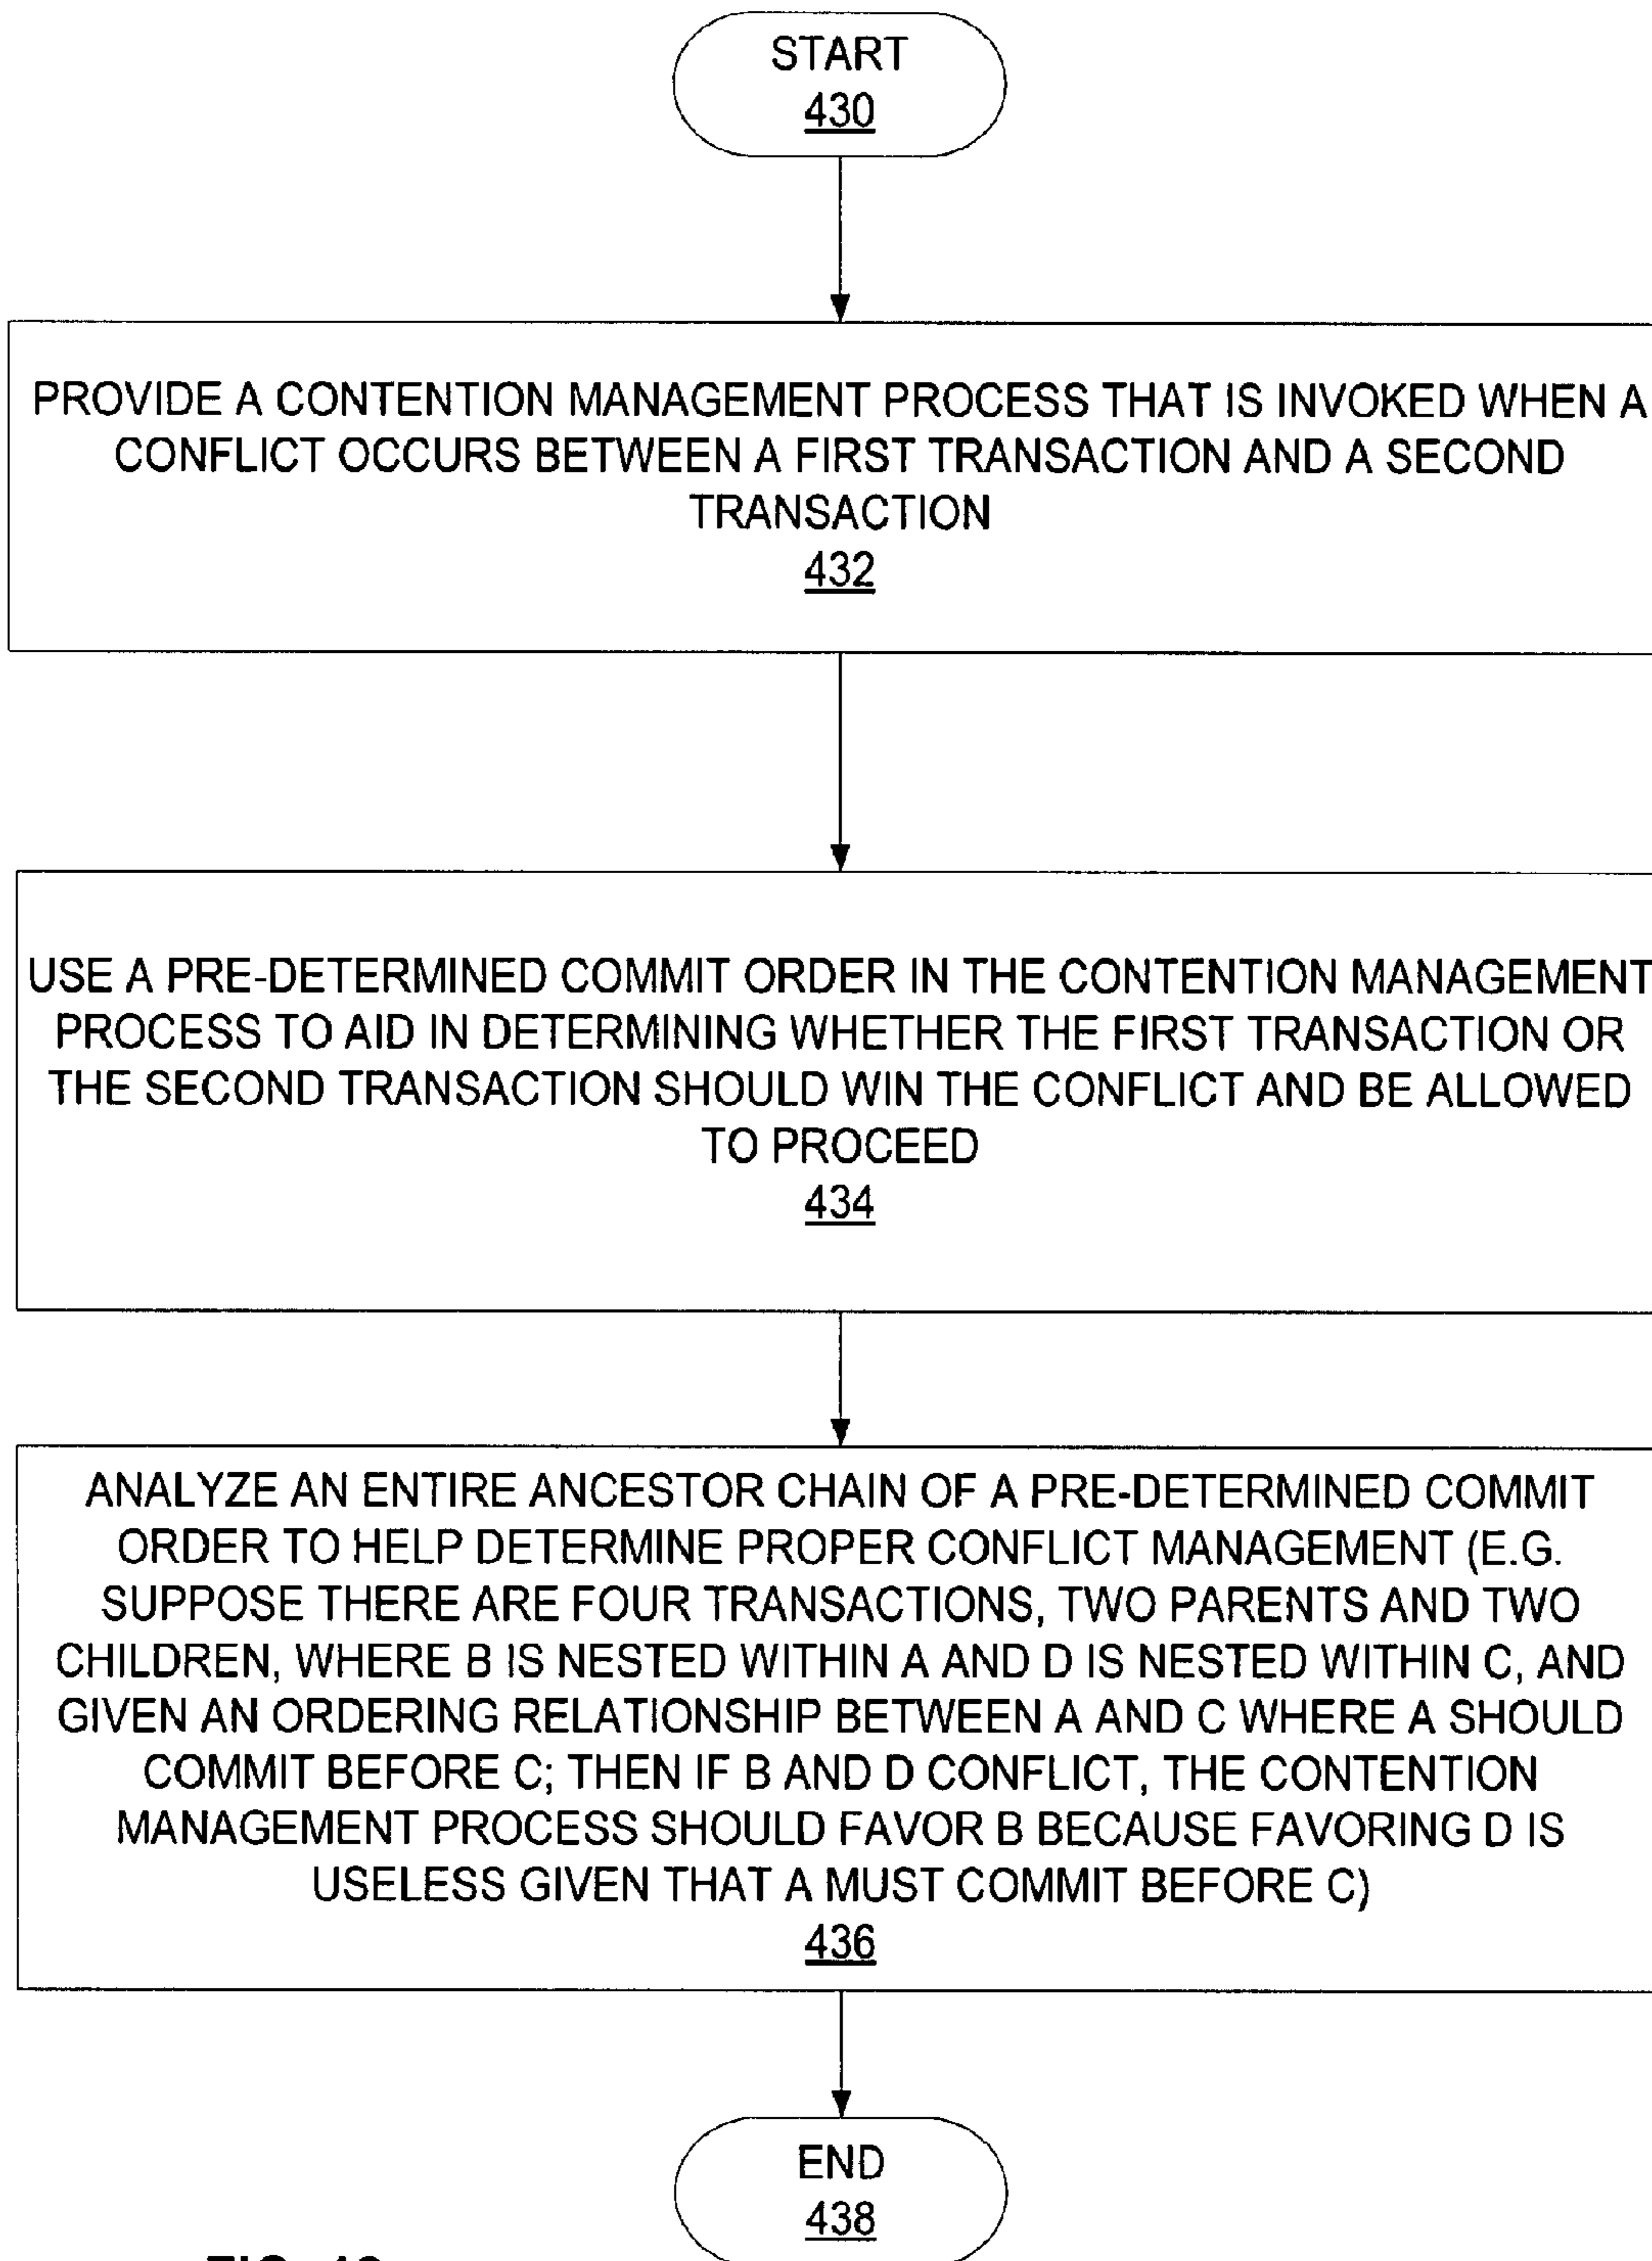 START
430
PROVIDE A CONTENTION MANAGEMENT PROCESS THAT IS INVOKED WHEN A
CONFLICT OCCURS BETWEEN A FIRST TRANSACTION AND A SECOND
TRANSACTION
432
USE A PRE-DETERMINED COMMIT ORDER IN THE CONTENTION MANAGEMENT
PROCESS TO AID IN DETERMINING WHETHER THE FIRST TRANSACTION OR
THE SECOND TRANSACTION SHOULD WIN THE CONFLICT AND BE ALLOWED
TO PROCEED
434
ANALYZE AN ENTIRE ANCESTOR CHAIN OF A PRE-DETERMINED COMMIT
ORDER TO HELP DETERMINE PROPER CONFLICT MANAGEMENT (E.G.
SUPPOSE THERE ARE FOUR TRANSACTIONS, TWO PARENTS AND TWO
CHILDREN, WHERE B IS NESTED WITHIN A AND D IS NESTED WITHIN C, AND
GIVEN AN ORDERING RELATIONSHIP BETWEEN A AND C WHERE A SHOULD
COMMIT BEFORE C; THEN IF B AND D CONFLICT, THE CONTENTION
MANAGEMENT PROCESS SHOULD FAVOR B BECAUSE FAVORING D IS
USELESS GIVEN THAT A MUST COMMIT BEFORE C)
436
END
438